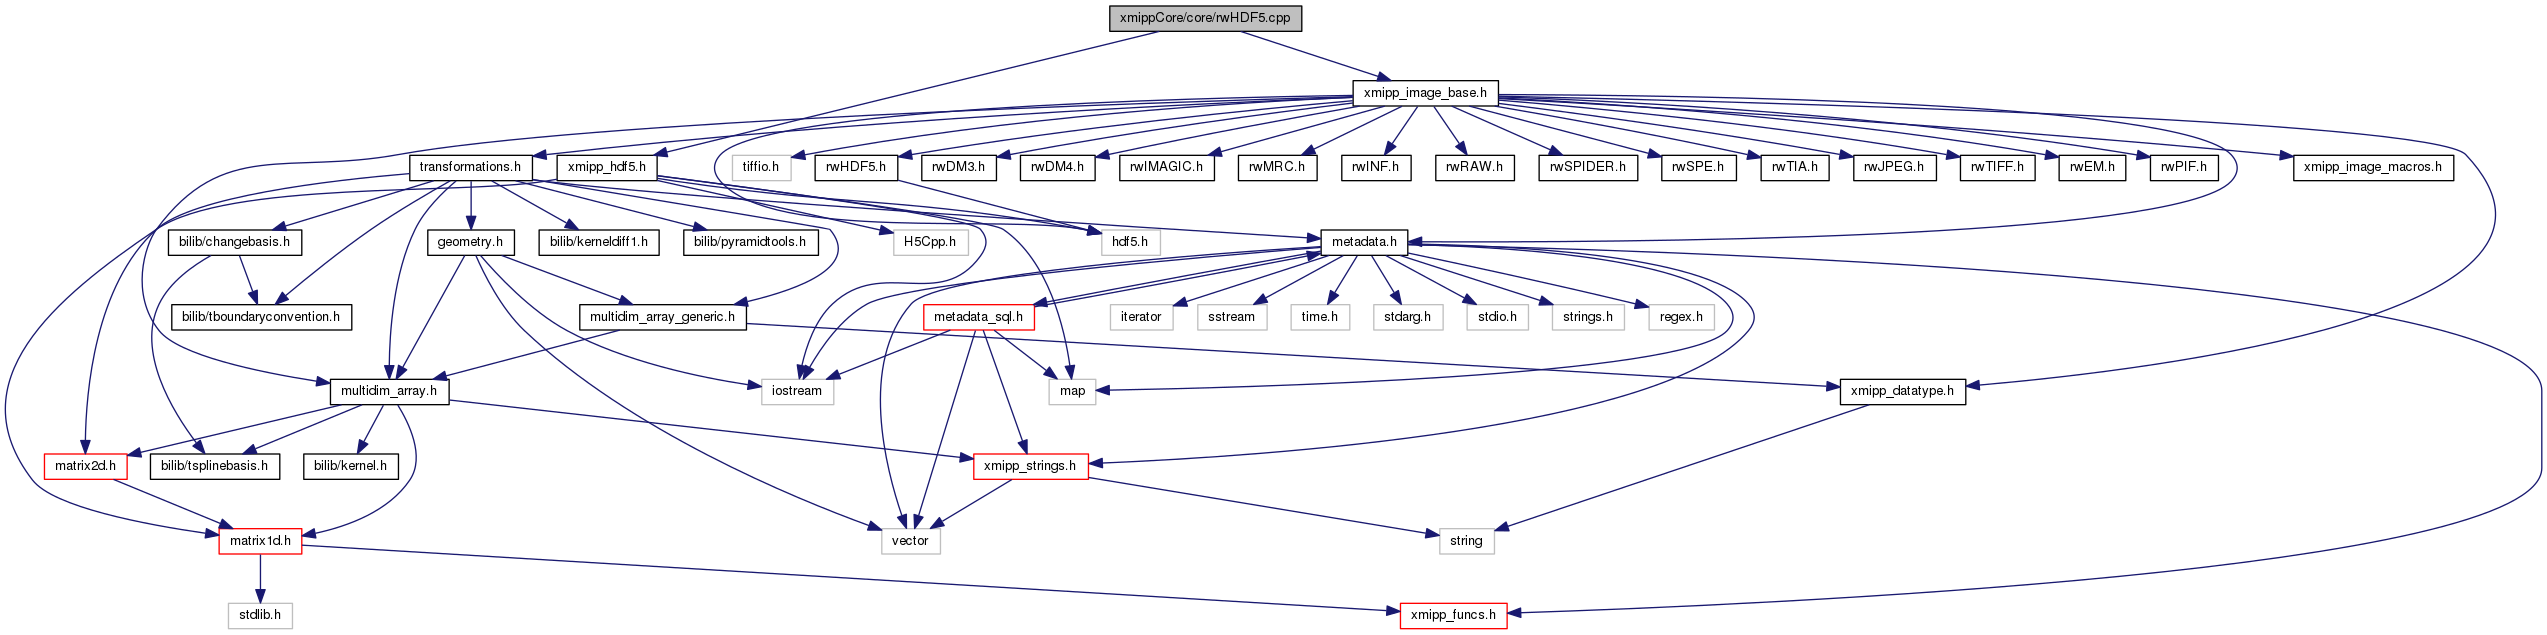 xmippCore/core/rwHDF5.cpp
xmipp_image_base.h
transformations.h
xmipp_hdf5.h
tiffio.h
rwHDF5.h
rwDM3.h
rwDM4.h
rwIMAGIC.h
rwMRC.h
rwINF.h
rwRAW.h
rwSPIDER.h
rwSPE.h
rwTIA.h
rwJPEG.h
rwTIFF.h
rwEM.h
rwPIF.h
xmipp_image_macros.h
bilib/changebasis.h
geometry.h
bilib/kerneldiff1.h
bilib/pyramidtools.h
H5Cpp.h
hdf5.h
metadata.h
bilib/tboundaryconvention.h
multidim_array_generic.h
metadata_sql.h
iterator
sstream
time.h
stdarg.h
stdio.h
strings.h
regex.h
multidim_array.h
iostream
map
xmipp_datatype.h
matrix2d.h
bilib/tsplinebasis.h
bilib/kernel.h
xmipp_strings.h
matrix1d.h
vector
string
stdlib.h
xmipp_funcs.h